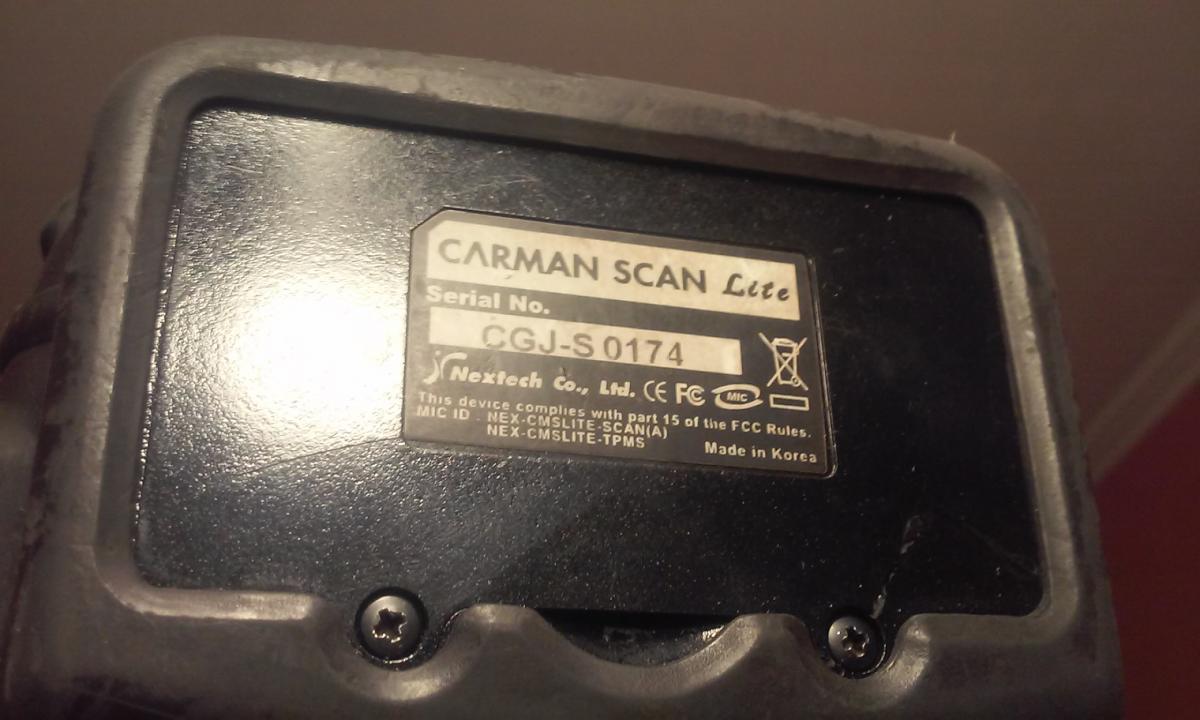 CARMAN SCAN Lite
Serial No.
CGJ-S 0174
Nextech Co., Ltd. CE FC MIC
This device complies with part 15 of the FCC Rules.
MIC ID : NEX-CMSLITE-SCAN(A)
NEX-CMSLITE-TPMS
Made in Korea